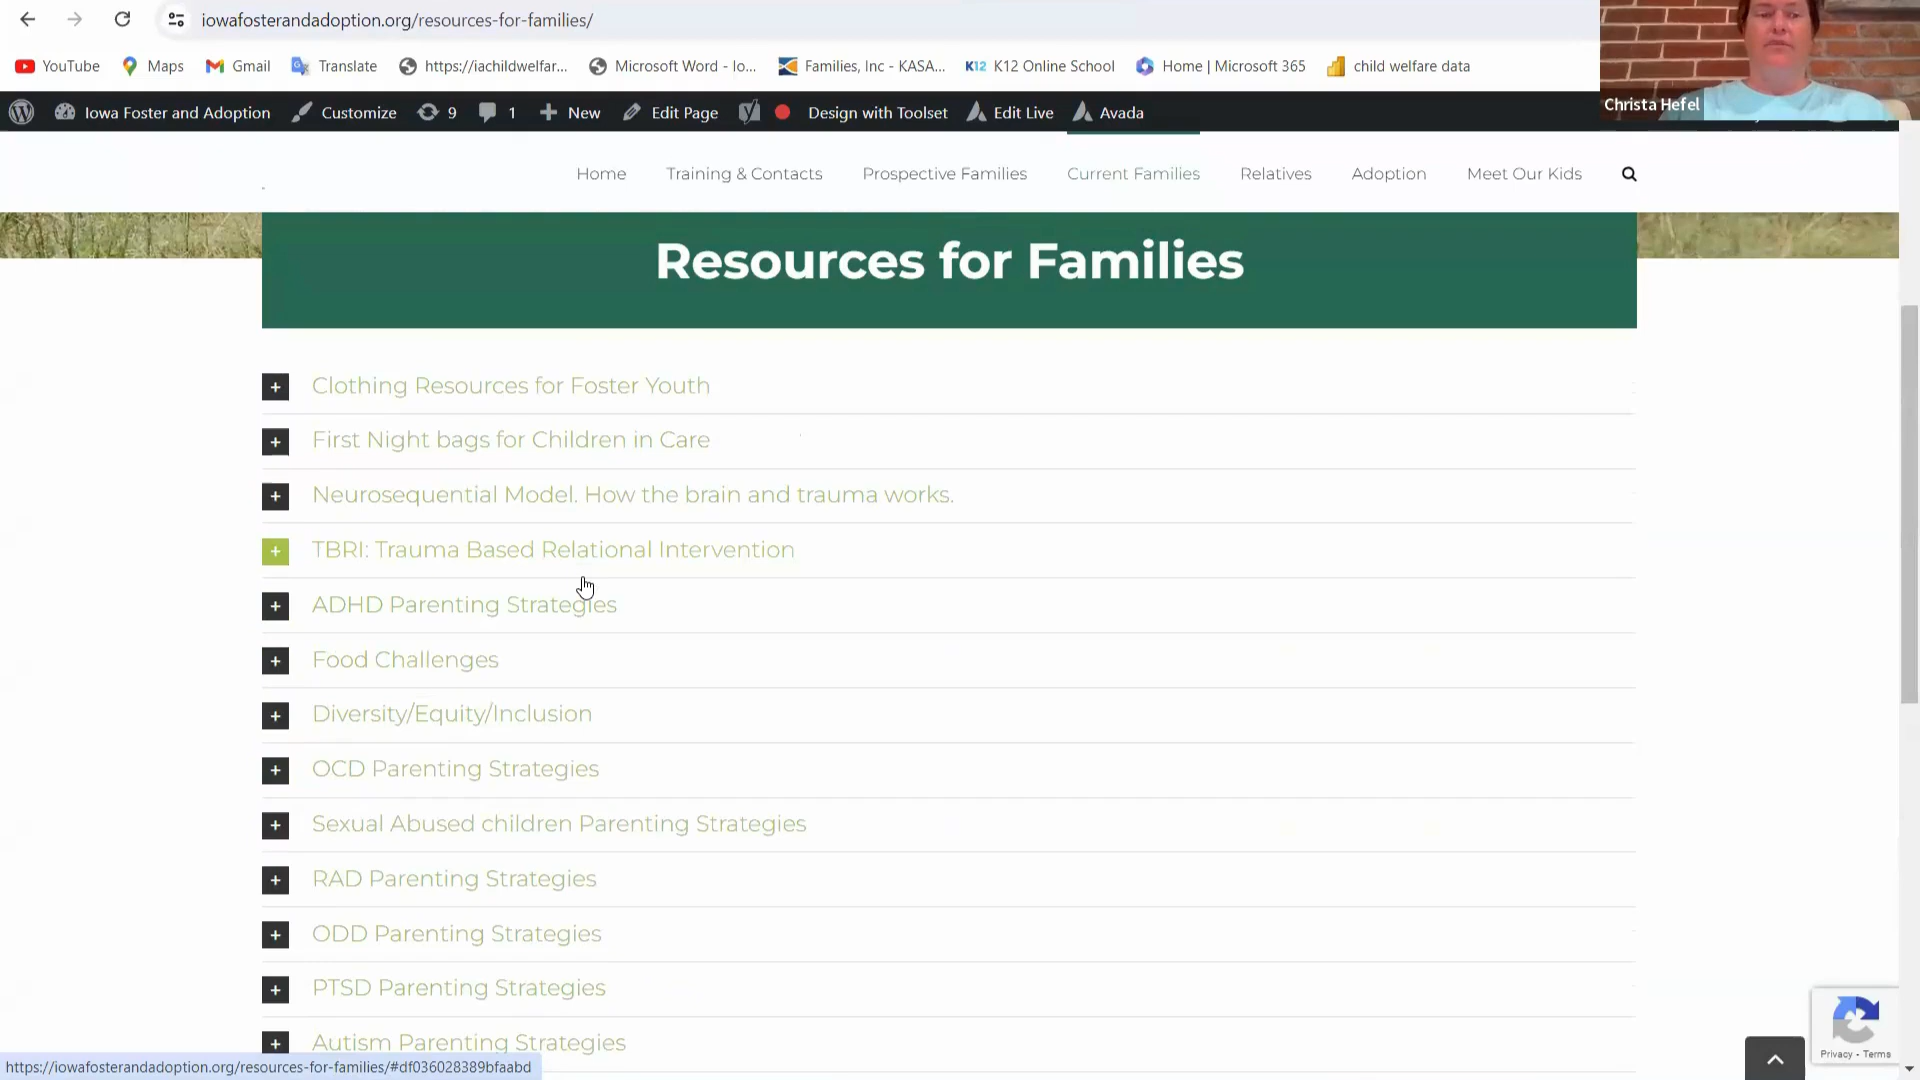 iowafosterandadoption.org/resources-for-families/
YouTube Maps Gmail Translate https://iachildwelfar... Microsoft Word - Io... Families, Inc - KASA... K12 K12 Online School Home | Microsoft 365 child welfare data
Christa Hefel
Iowa Foster and Adoption Customize 9 1 New Edit Page Design with Toolset Edit Live Avada
Home Training & Contacts Prospective Families Current Families Relatives Adoption Meet Our Kids
Resources for Families
+ Clothing Resources for Foster Youth
+ First Night bags for Children in Care
+ Neurosequential Model. How the brain and trauma works.
+ TBRI: Trauma Based Relational Intervention
+ ADHD Parenting Strategies
+ Food Challenges
+ Diversity/Equity/Inclusion
+ OCD Parenting Strategies
+ Sexual Abused children Parenting Strategies
+ RAD Parenting Strategies
+ ODD Parenting Strategies
+ PTSD Parenting Strategies
+ Autism Parenting Strategies
Privacy - Terms
https://iowafosterandadoption.org/resources-for-families/#df036028389bfaabd